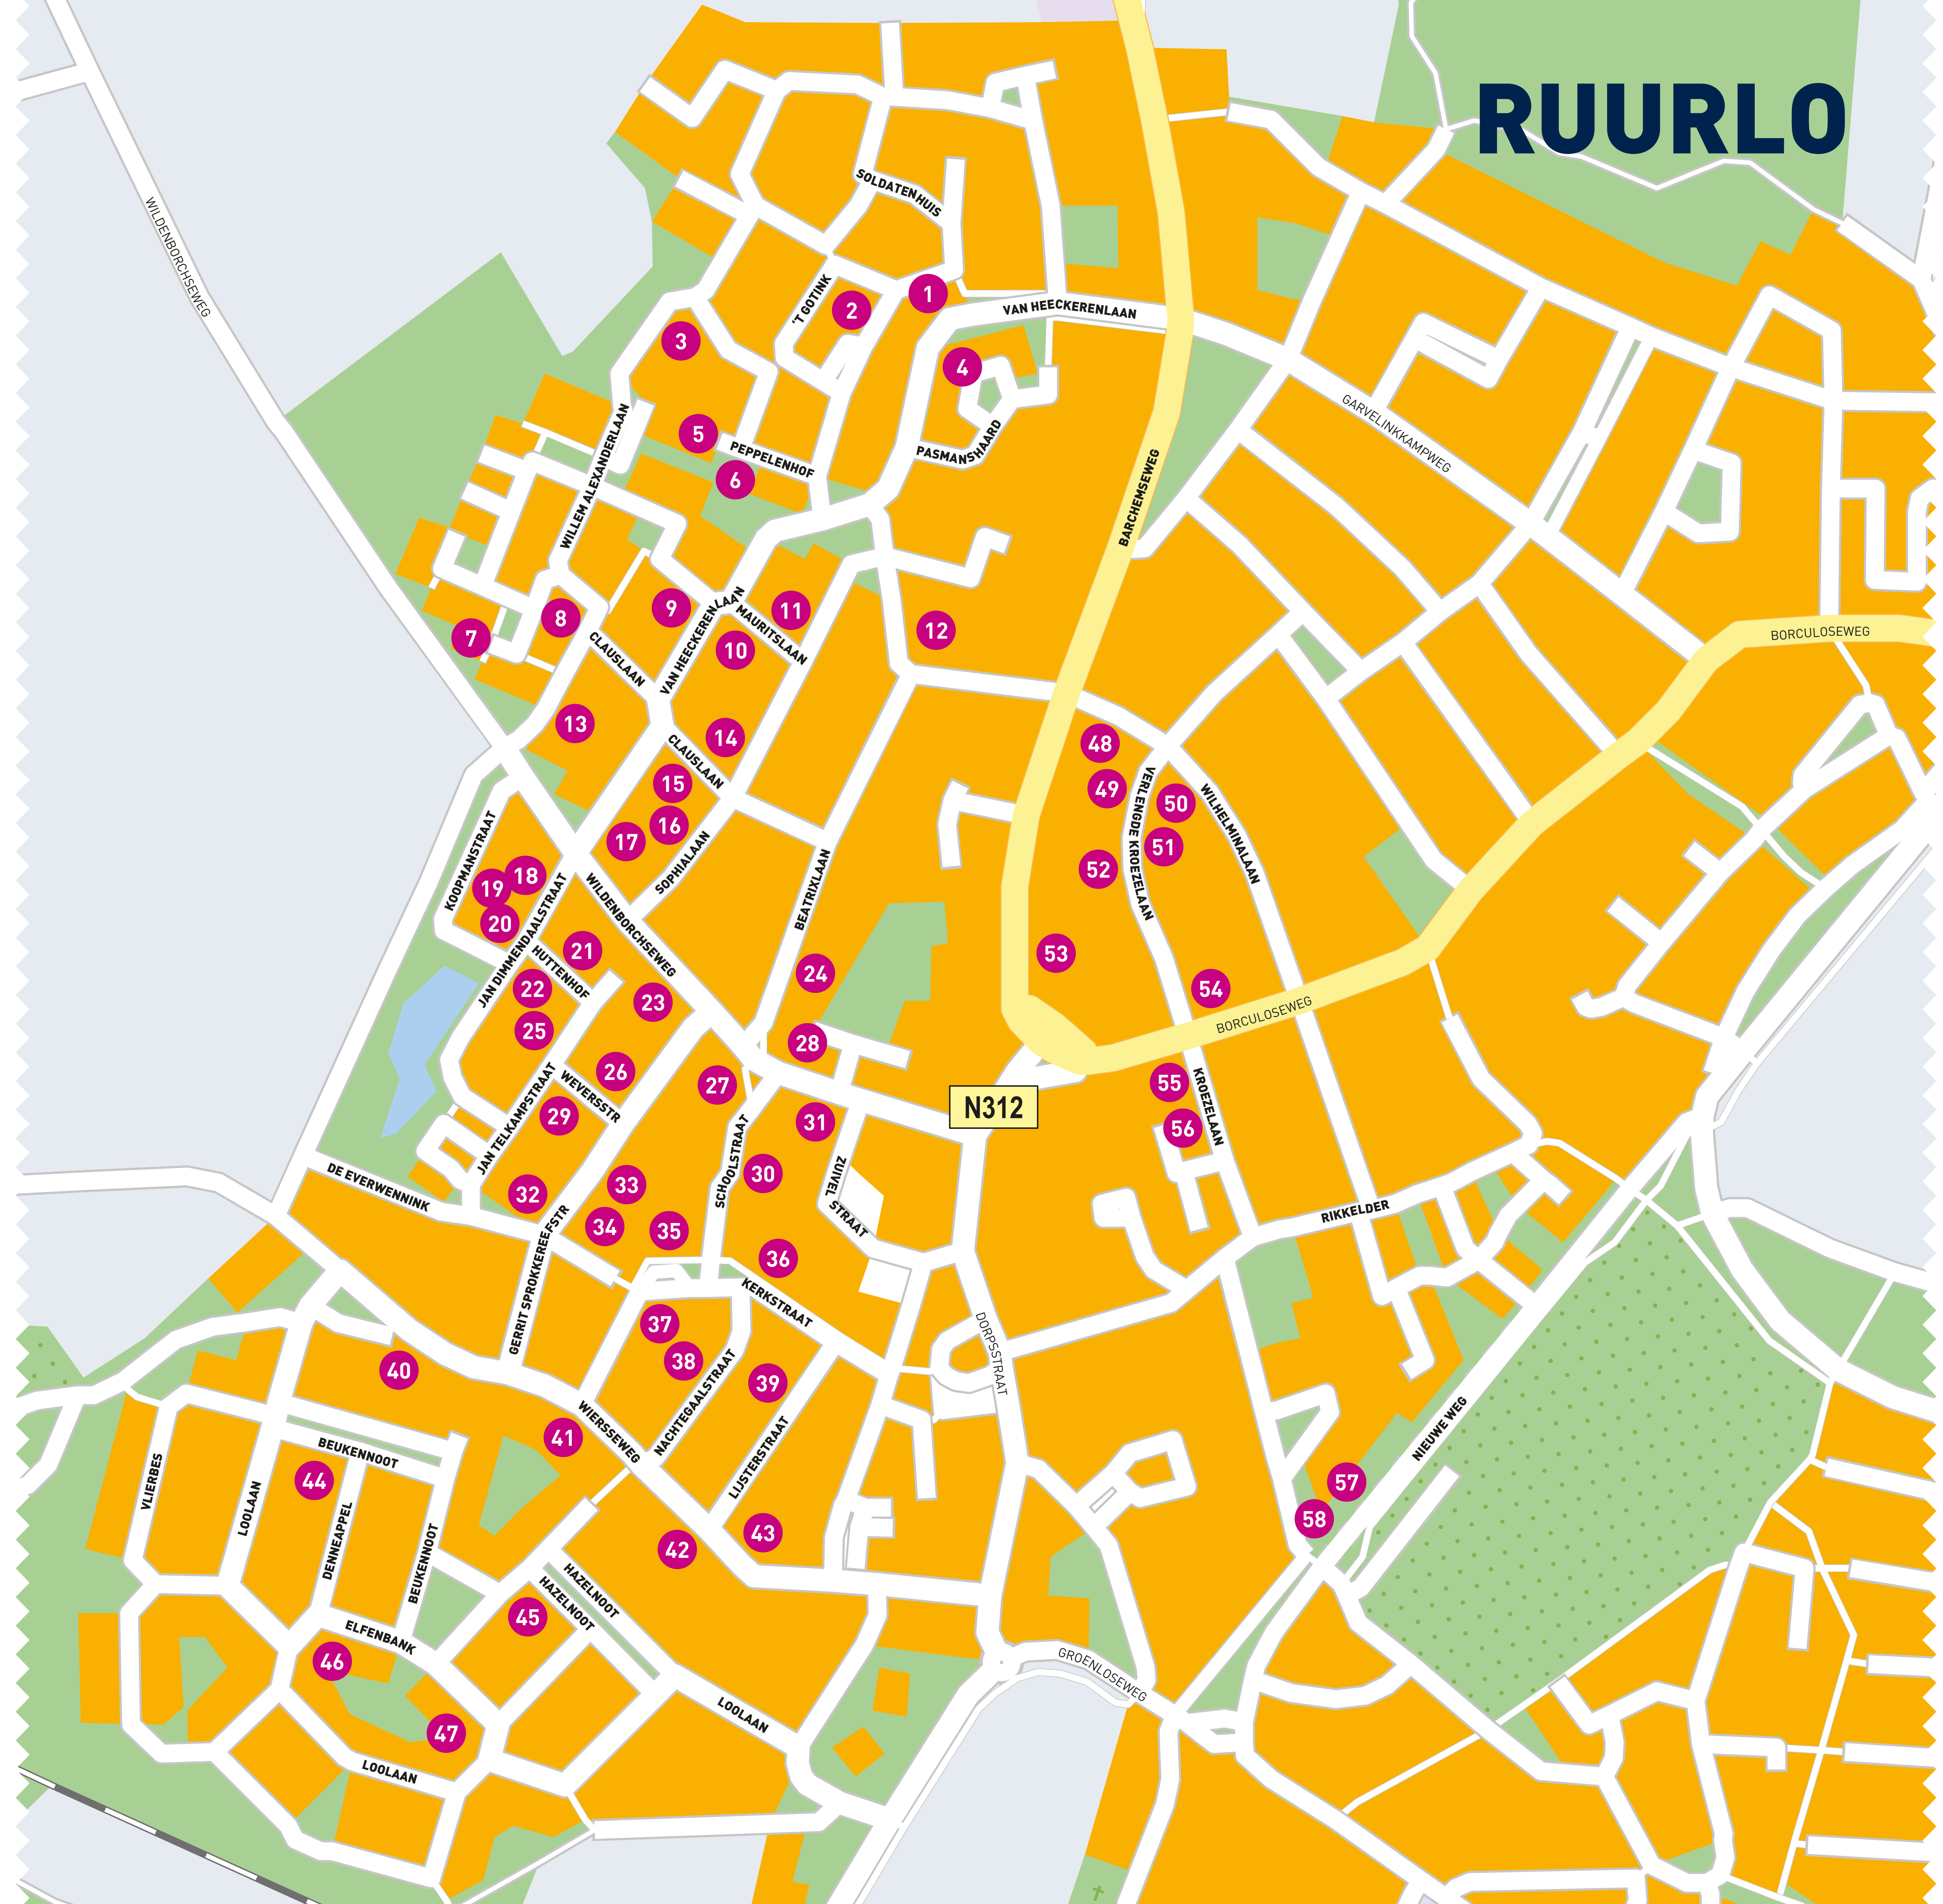 RUURLO
SOLDATENHUIS
WILDENBORCHSEWEG
'T GOTINK
1
2
VAN HEECKERENLAAN
3
4
GARVELINKKAMPWEG
WILLEM ALEXANDERLAAN
5
PEPPELENHOF
PASMANSHAARD
6
BARCHEMSEWEG
7
8
9
VAN HEECKERENLAAN
MAURITSLAAN
11
12
CLAUSLAAN
10
BORCULOSEWEG
13
CLAUSLAAN
14
48
15
49
VERLENGDE KROEZELAAN
50
WILHELMINALAAN
KOOPMANSTRAAT
17
16
SOPHIALAAN
51
52
19
18
20
JAN DIMMENDAALSTRAAT
WILDENBORCHSEWEG
BEATRIXLAAN
21
HUTTENHOF
53
22
23
24
54
25
BORCULOSEWEG
28
26
27
55
WEVERSSTR
JAN TELKAMPSTRAAT
29
N312
31
KROEZELAAN
56
SCHOOLSTRAAT
DE EVERWENNINK
32
33
30
ZUIVEL
STRAAT
RIKKELDER
34
35
GERRIT SPROKKEREEFSTR
36
KERKSTRAAT
37
38
39
DORPSSTRAAT
40
WIERSSEWEG
NACHTEGAALSTRAAT
41
LIJSTERSTRAAT
NIEUWE WEG
VLIERBES
BEUKENNOOT
44
LOOLAAN
57
58
DENNEAPPEL
BEUKENNOOT
42
43
HAZELNOOT
HAZELNOOT
45
ELFENBANK
46
GROENLOSEWEG
47
LOOLAAN
LOOLAAN